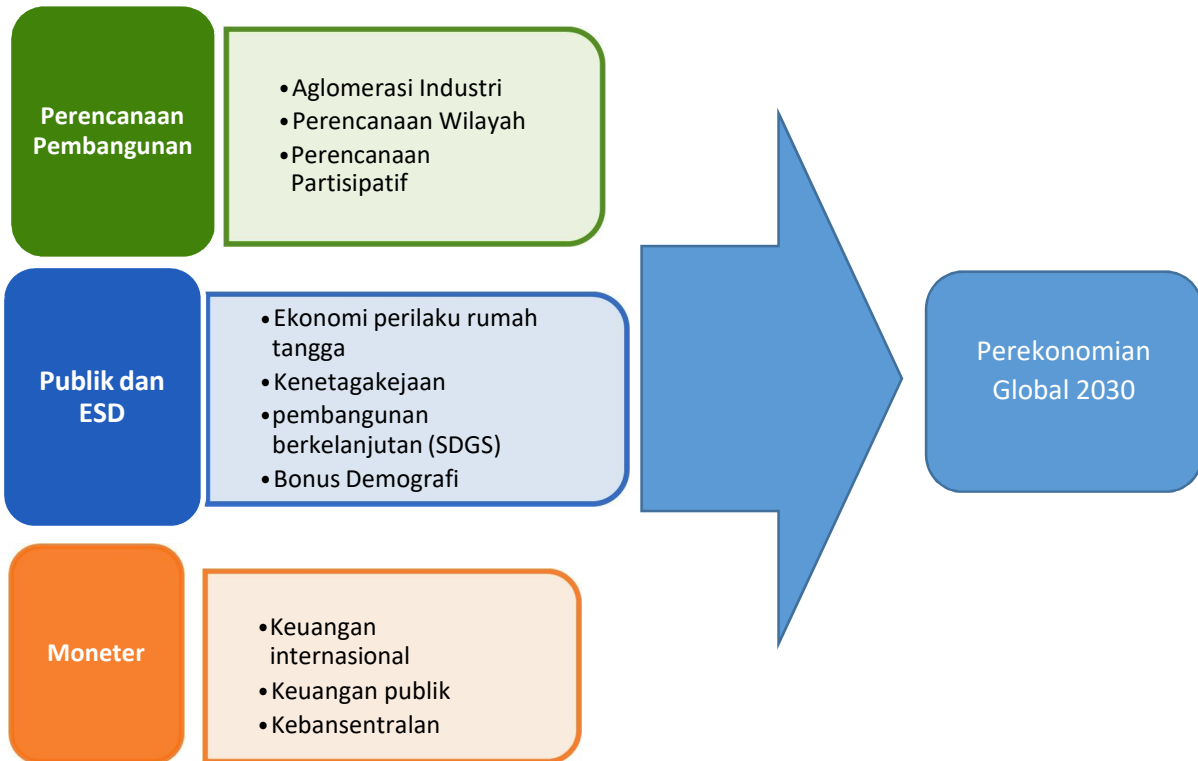 Perencanaan
Pembangunan
•Aglomerasi Industri
•Perencanaan Wilayah
•Perencanaan
Partisipatif
Publik dan
ESD
•Ekonomi perilaku rumah
tangga
•Kenetagakejaan
•pembangunan
berkelanjutan (SDGS)
•Bonus Demografi
Moneter
•Keuangan
internasional
•Keuangan publik
•Kebansentralan
Perekonomian
Global 2030